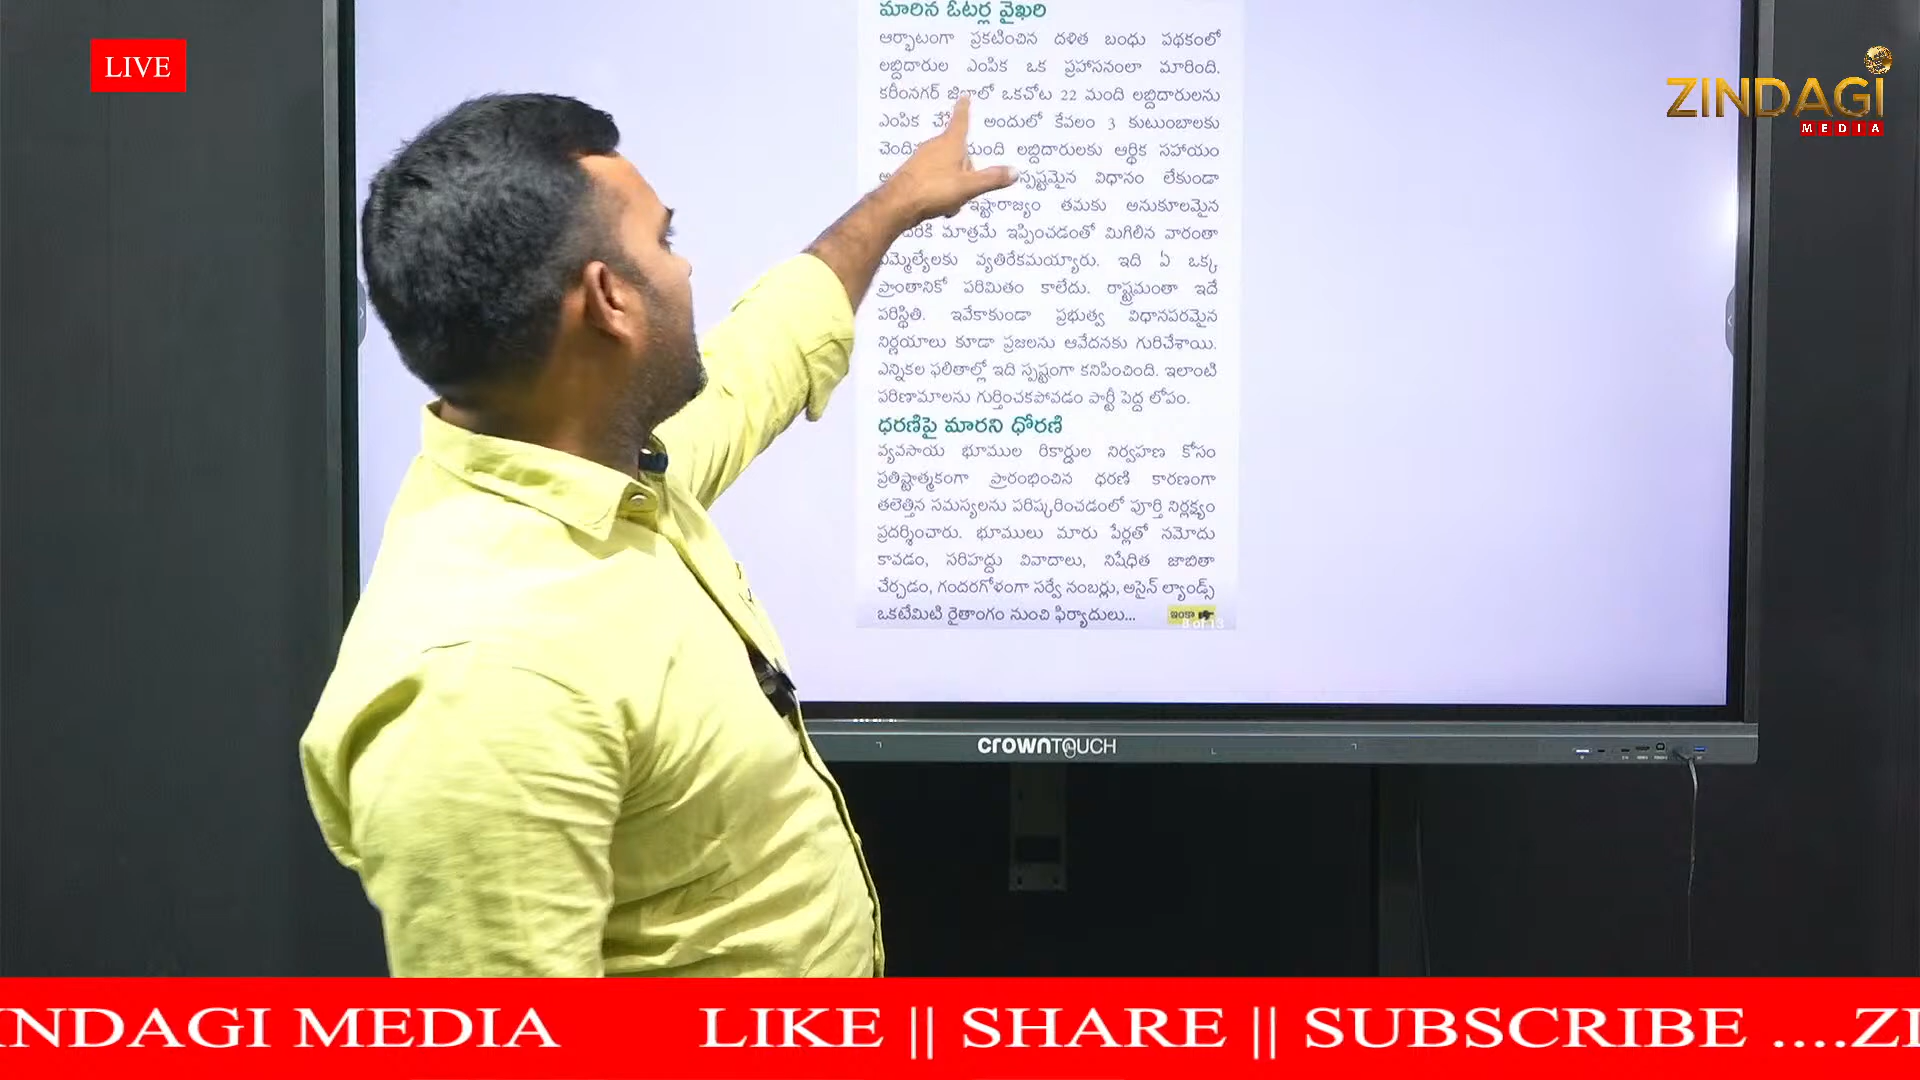 LIVE
ZINDAGI
MEDIA
మారిన ఓటర్ల వైఖరి
ఆర్భాటంగా ప్రకటించిన దళిత బంధు పథకంలో
లబ్ధిదారుల ఎంపిక ఒక ప్రహసనంలా మారింది.
కరీంనగర్ జిల్లాలో ఒకచోట 22 మంది లబ్ధిదారులను
ఎంపిక అందులో కేవలం 3 కుటుంబాలకు
మంది లబ్ధిదారులకు ఆర్థిక సహాయం
స్పష్టమైన విధానం లేకుండా
ఇష్టారాజ్యం తమకు అనుకూలమైన
మాత్రమే ఇప్పించడంతో మిగిలిన వారంతా
ఎమ్మెల్యేలకు వ్యతిరేకమయ్యారు. ఇది ఏ ఒక్క
ప్రాంతానికో పరిమితం కాలేదు. రాష్ట్రమంతా ఇదే
పరిస్థితి. ఇవేకాకుండా ప్రభుత్వ విధానపరమైన
నిర్ణయాలు కూడా ప్రజలను ఆవేదనకు గురిచేశాయి.
ఎన్నికల ఫలితాల్లో ఇది స్పష్టంగా కనిపించింది. ఇలాంటి
పరిణామాలను గుర్తించకపోవడం పార్టీ పెద్ద లోపం.
ధరణిపై మారని ధోరణి
వ్యవసాయ భూముల రికార్డుల నిర్వహణ కోసం
ప్రతిష్టాత్మకంగా ప్రారంభించిన ధరణి కారణంగా
తలెత్తిన సమస్యలను పరిష్కరించడంలో పూర్తి నిర్లక్ష్యం
ప్రదర్శించారు. భూములు మారు పేర్లతో నమోదు
కావడం, సరిహద్దు వివాదాలు, నిషేధిత జాబితా
చేర్చడం, గందరగోళంగా సర్వే నంబర్లు, అసైన్ ల్యాండ్స్
ఒకటేమిటి రైతాంగం నుంచి ఫిర్యాదులు...
ఇంకా
8 of 13
CROWNTOUCH
INDAGI MEDIA LIKE || SHARE || SUBSCRIBE ....ZI